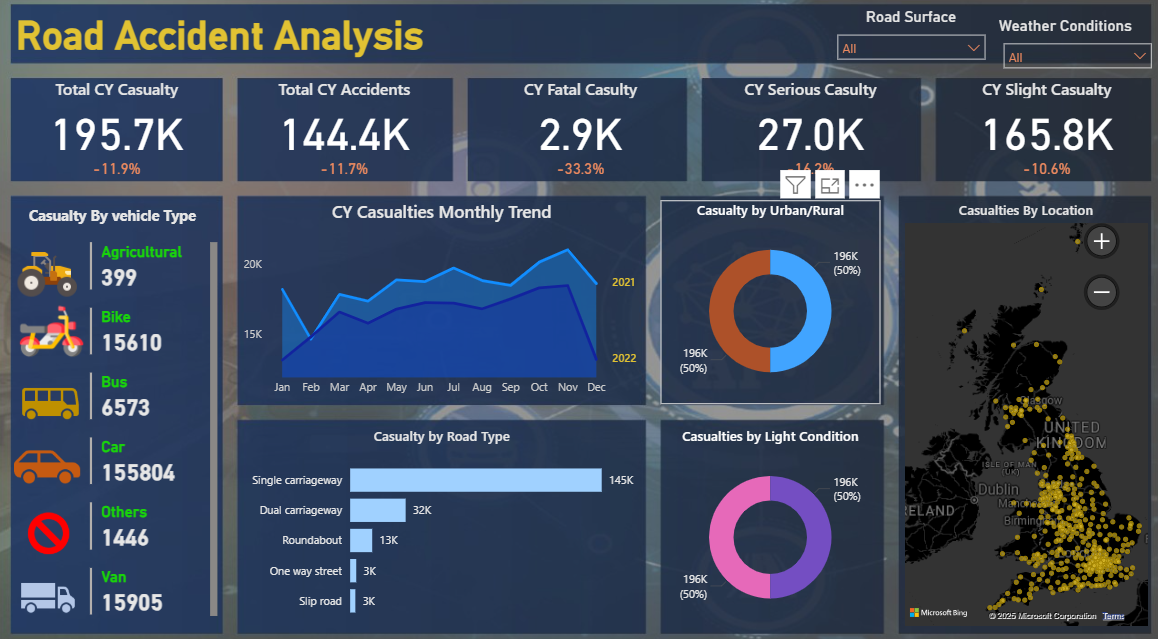 Road Accident Analysis
Road Surface
All
Weather Conditions
All
Total CY Casualty
195.7K
-11.9%
Total CY Accidents
144.4K
-11.7%
CY Fatal Casulty
2.9K
-33.3%
CY Serious Casulty
27.0K
-16.2%
CY Slight Casualty
165.8K
-10.6%
Casualty By vehicle Type
Agricultural
399
Bike
15610
Bus
6573
Car
155804
Others
1446
Van
15905
CY Casualties Monthly Trend
20K
15K
2021
2022
Jan Feb Mar Apr May Jun Jul Aug Sep Oct Nov Dec
Casualty by Urban/Rural
196K
(50%)
196K
(50%)
Casualty by Road Type
Single carriageway 145K
Dual carriageway 32K
Roundabout 13K
One way street 3K
Slip road 3K
Casualties by Light Condition
196K
(50%)
196K
(50%)
Casualties By Location
Glasgow
UNITED
KINGDOM
ISLE OF MAN
(UK)
Dublin
Microsoft Bing
© 2025 Microsoft Corporation Terms